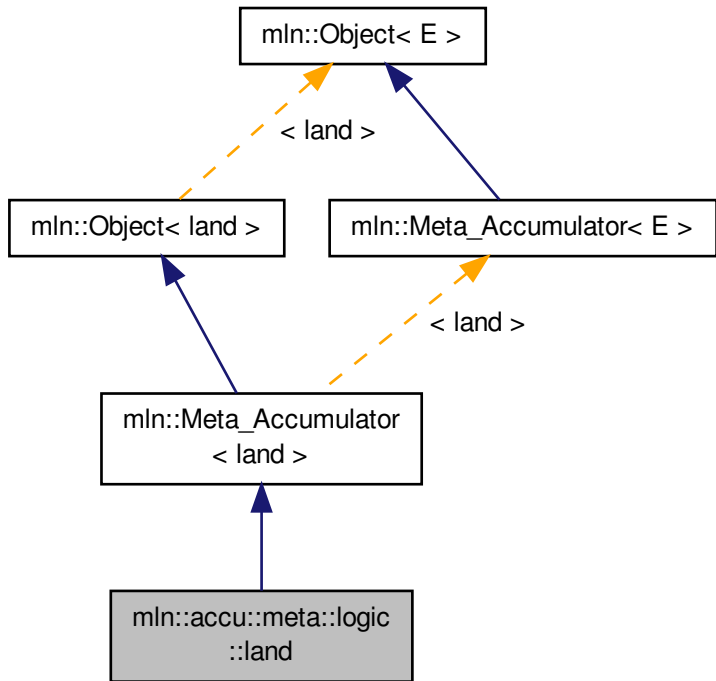 mln::Object< E >
< land >
mln::Object< land >
mln::Meta_Accumulator< E >
< land >
mln::Meta_Accumulator
< land >
mln::accu::meta::logic
::land